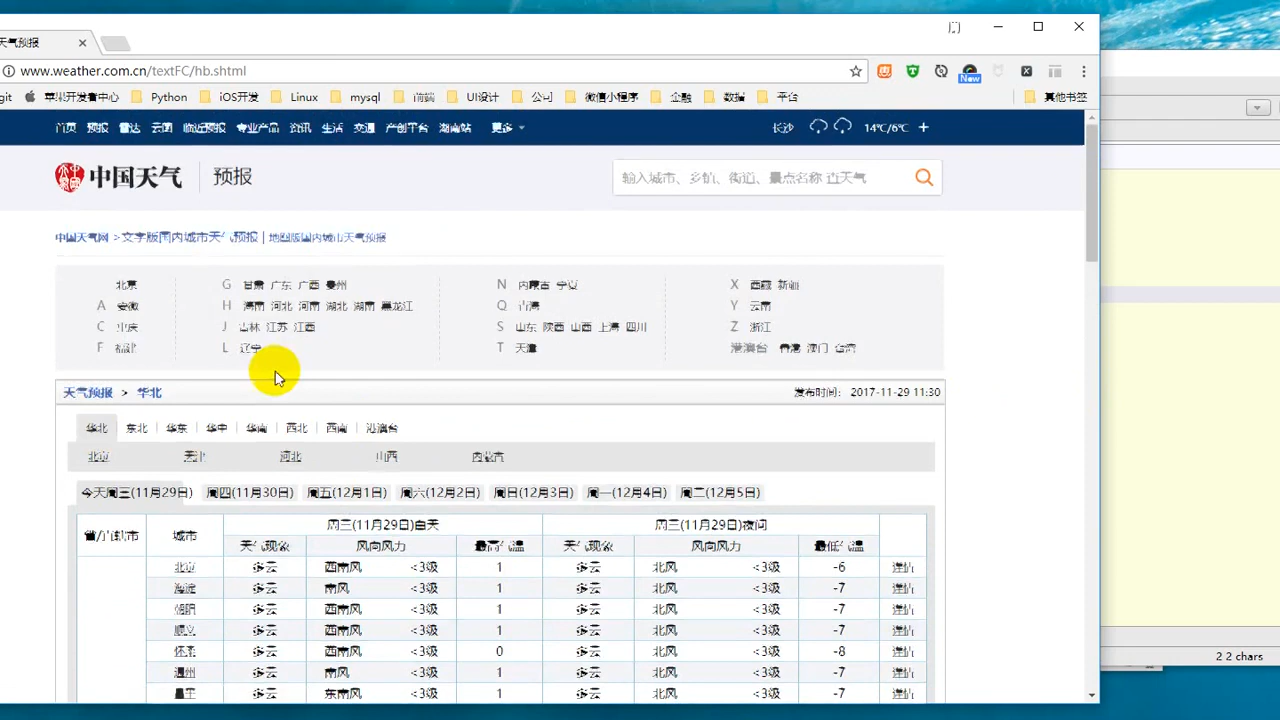 天气预报
www.weather.com.cn/textFC/hb.shtml
New
git 苹果开发者中心 Python iOS开发 Linux mysql 前端 UI设计 公司 微信小程序 金融 数据 平台 其他书签
首页 预报 雷达 云图 临近预报 专业产品 资讯 生活 交通 产创平台 湖南站 更多 长沙 14℃/6℃ +
中国天气 预报 输入城市、乡镇、街道、景点名称 查天气
中国天气网 >文字版国内城市天气预报 | 地图版国内城市天气预报
北京 G 甘肃 广东 广西 贵州 N 内蒙古 宁夏 X 西藏 新疆
A 安徽 H 海南 河北 河南 湖北 湖南 黑龙江 Q 青海 Y 云南
C 重庆 J 吉林 江苏 江西 S 山东 陕西 山西 上海 四川 Z 浙江
F 福建 L 辽宁 T 天津 港澳台 香港 澳门 台湾
天气预报 > 华北 发布时间: 2017-11-29 11:30
华北 东北 华东 华中 华南 西北 西南 港澳台
北京 天津 河北 山西 内蒙古
今天周三(11月29日) 周四(11月30日) 周五(12月1日) 周六(12月2日) 周日(12月3日) 周一(12月4日) 周二(12月5日)
省/直辖市 城市 周三(11月29日)白天 周三(11月29日)夜间
天气现象 风向风力 最高气温 天气现象 风向风力 最低气温
北京 多云 西南风 <3级 1 多云 北风 <3级 -6 详情
海淀 多云 南风 <3级 1 多云 北风 <3级 -7 详情
朝阳 多云 西南风 <3级 1 多云 北风 <3级 -7 详情
顺义 多云 西南风 <3级 1 多云 北风 <3级 -7 详情
怀柔 多云 西南风 <3级 0 多云 北风 <3级 -8 详情
通州 多云 南风 <3级 1 多云 北风 <3级 -7 详情
昌平 多云 东南风 <3级 1 多云 北风 <3级 -7 详情
2 2 chars